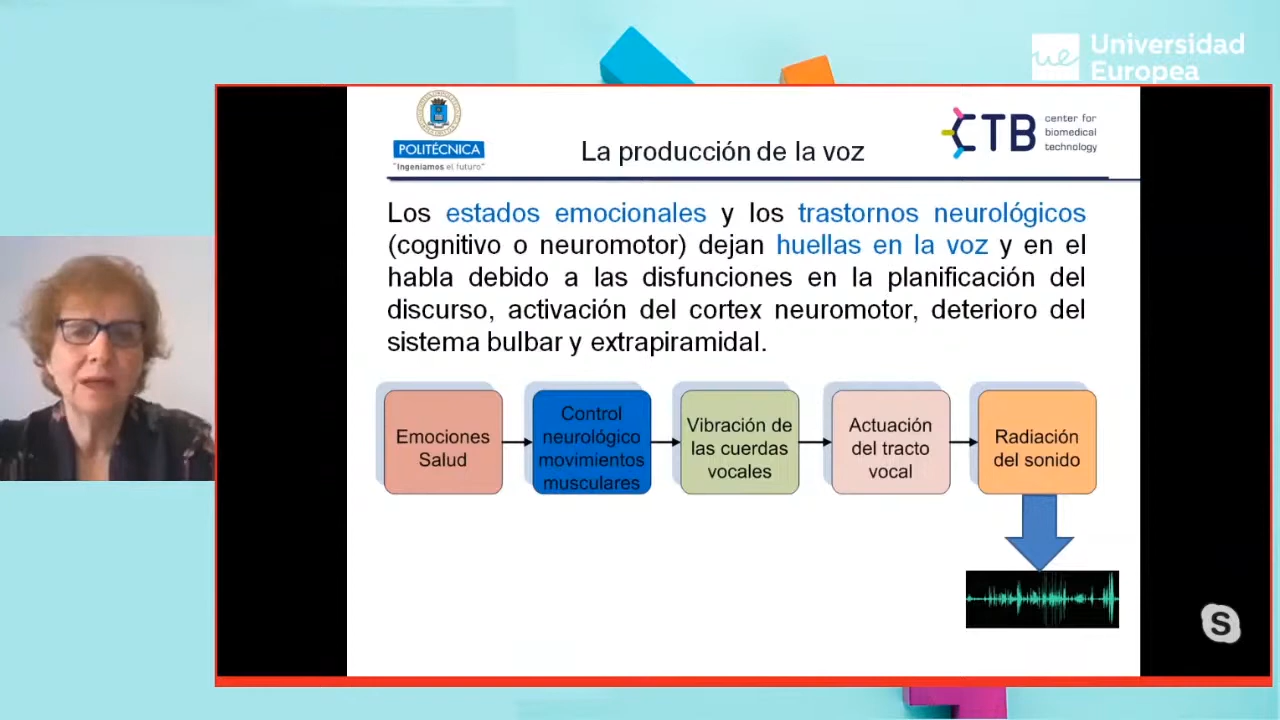 Universidad
Europea
ue
POLITÉCNICA
"Ingeniamos el futuro"
CTB
center for
biomedical
technology
La producción de la voz
Los estados emocionales y los trastornos neurológicos
(cognitivo o neuromotor) dejan huellas en la voz y en el
habla debido a las disfunciones en la planificación del
discurso, activación del cortex neuromotor, deterioro del
sistema bulbar y extrapiramidal.
Emociones
Salud
Control
neurológico
movimientos
musculares
Vibración de
las cuerdas
vocales
Actuación
del tracto
vocal
Radiación
del sonido
S